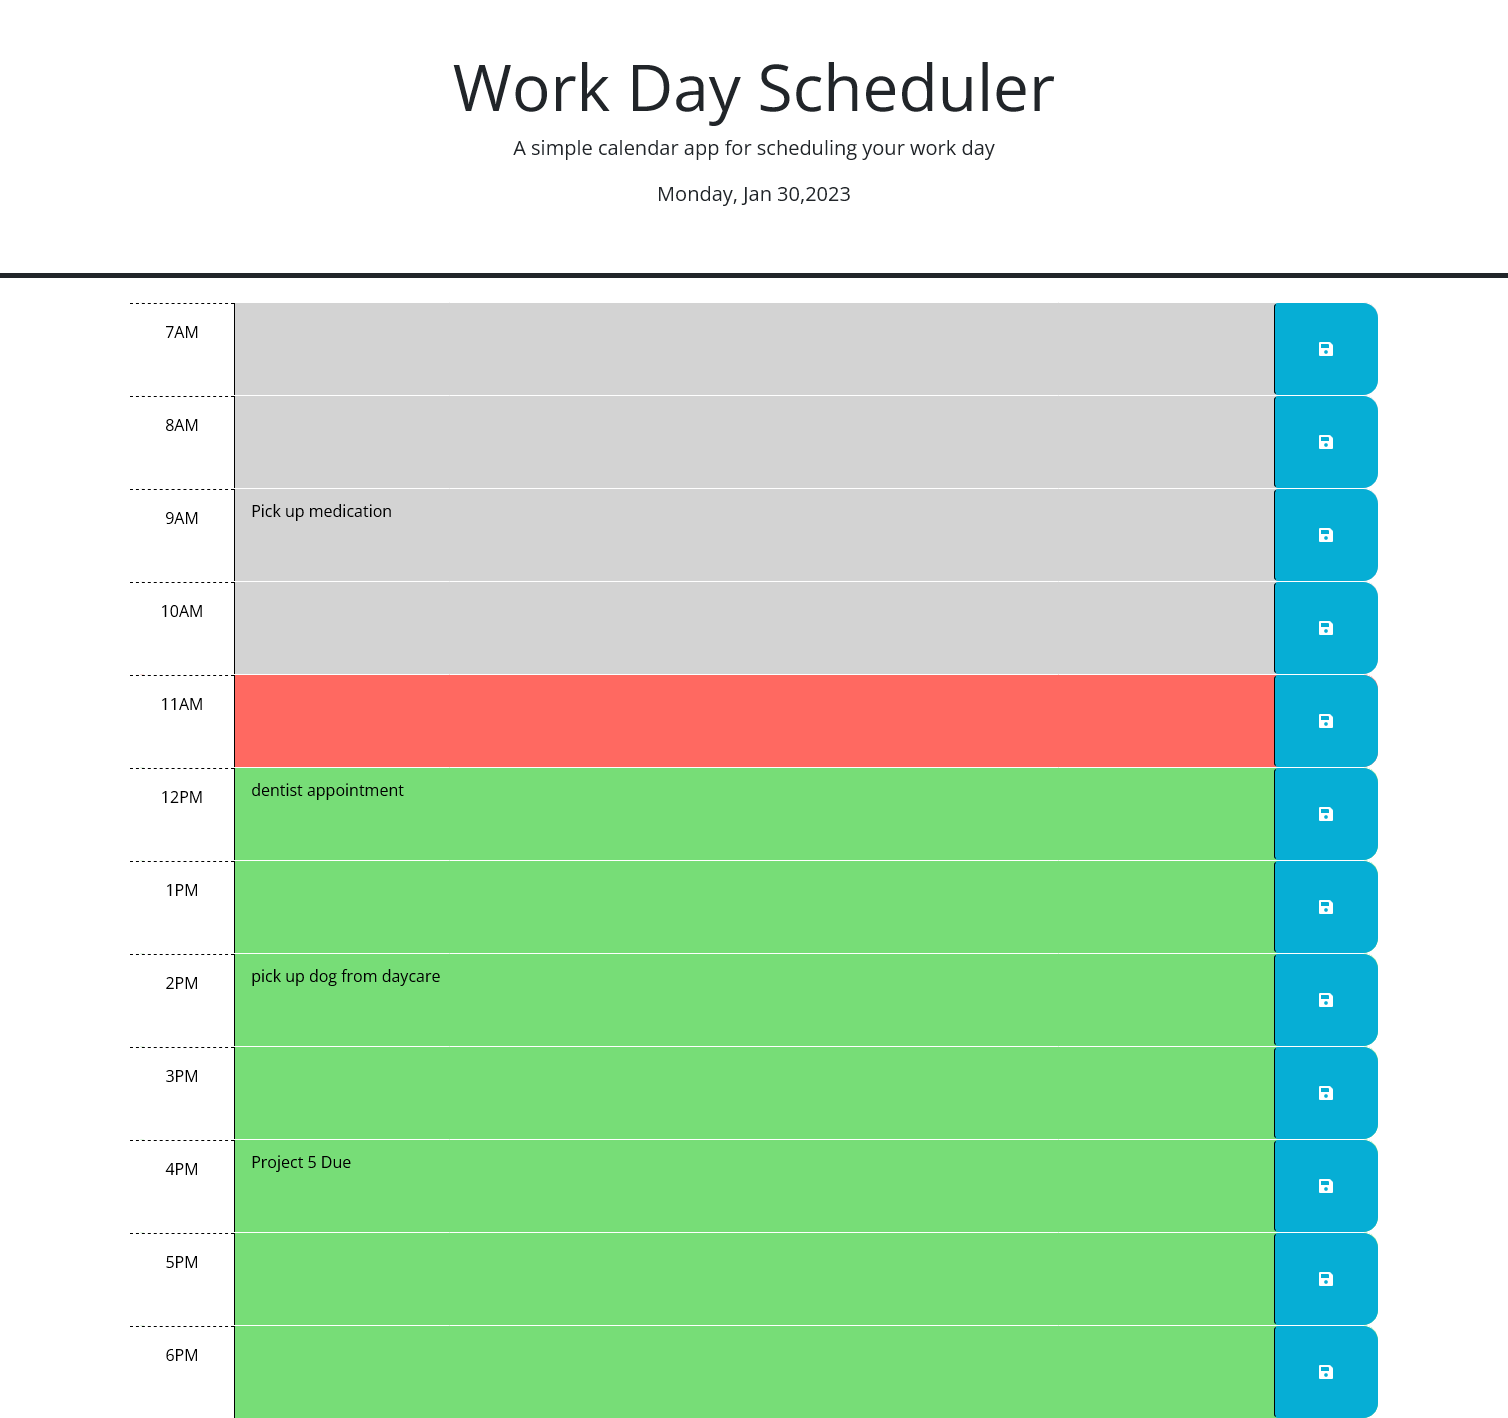 Work Day Scheduler
A simple calendar app for scheduling your work day
Monday, Jan 30,2023
7AM
8AM
9AM
Pick up medication
10AM
11AM
12PM
dentist appointment
1PM
2PM
pick up dog from daycare
3PM
4PM
Project 5 Due
5PM
6PM